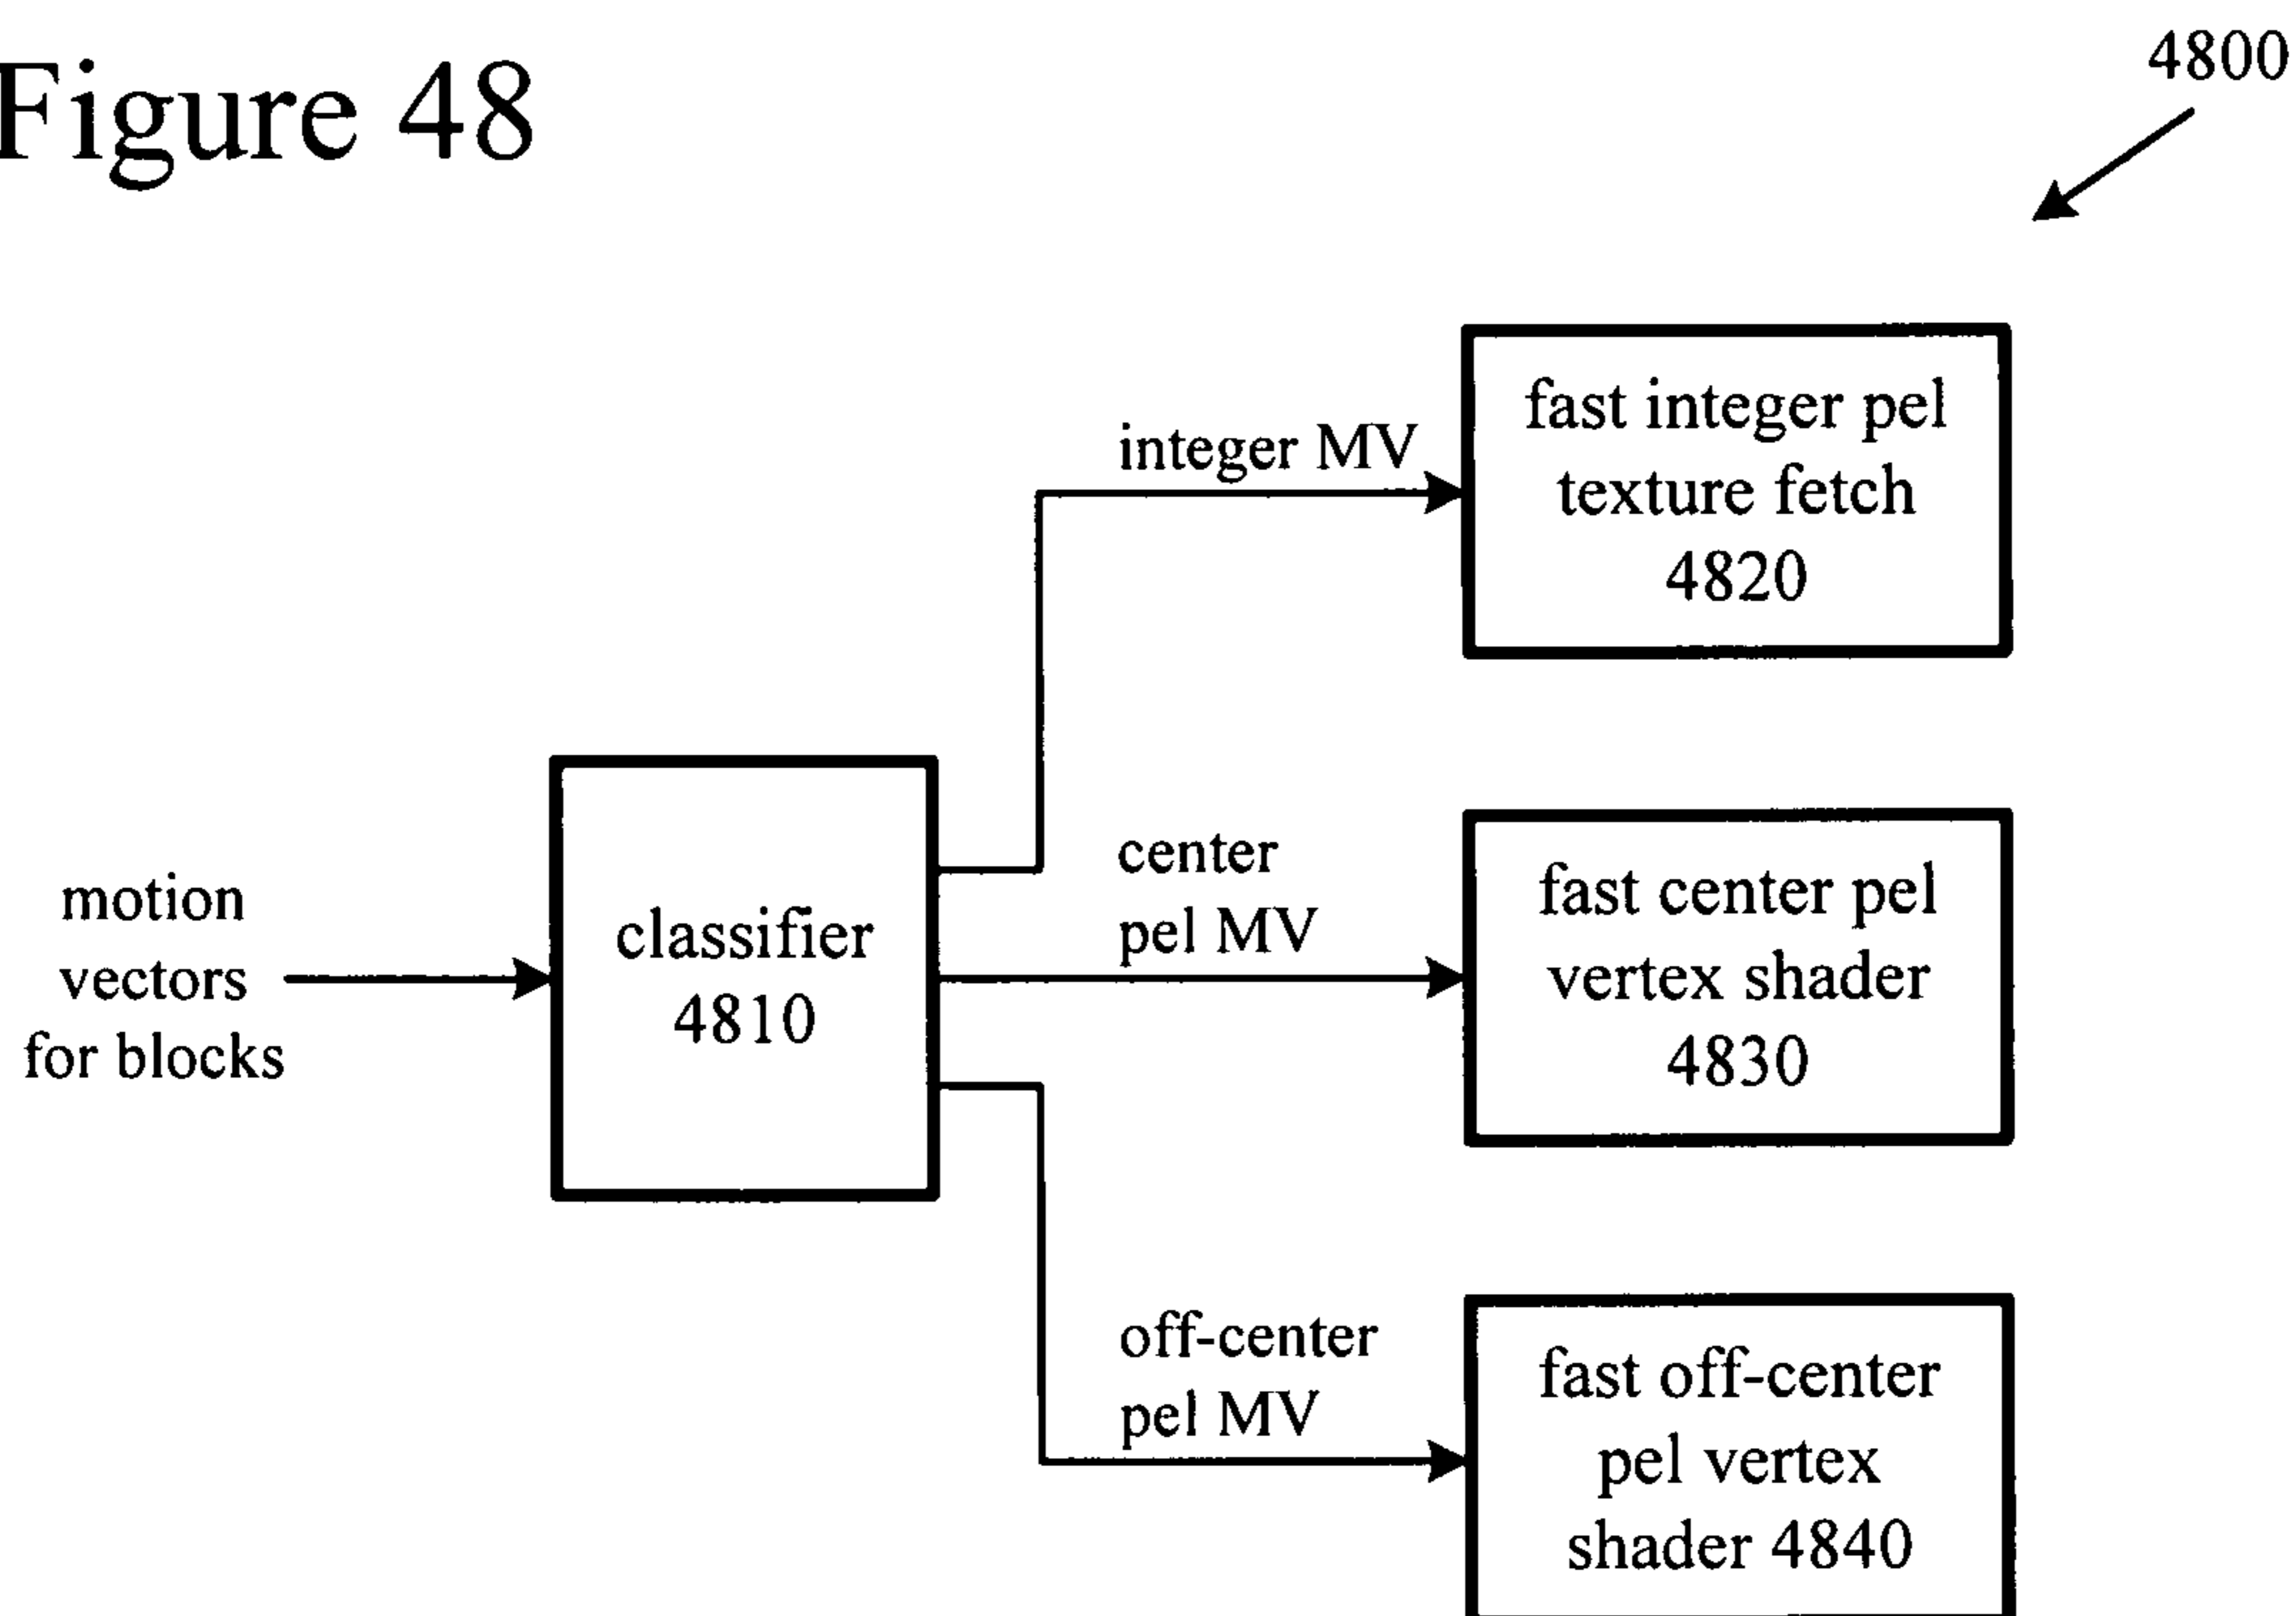 Figure 48
4800
motion
vectors
for blocks
classifier
4810
integer MV
center
pel MV
off-center
pel MV
fast integer pel
texture fetch
4820
fast center pel
vertex shader
4830
fast off-center
pel vertex
shader 4840